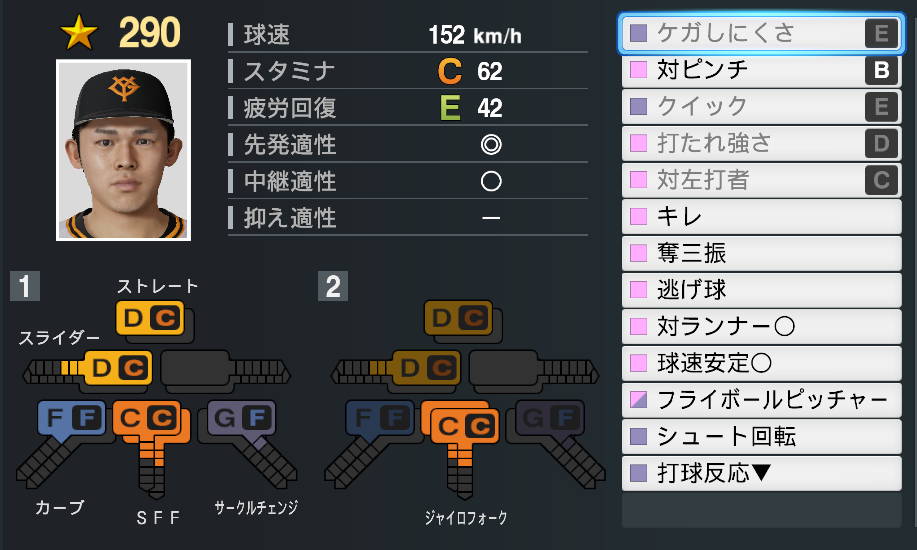 290
球速 152 km/h
スタミナ C 62
疲労回復 E 42
先発適性 ◎
中継適性 ○
抑え適性 ー
1
ストレート
D C
スライダー
D C
F F
C C
G F
カーブ
SFF
サークルチェンジ
2
D C
D C
F F
C C
G F
ジャイロフォーク
ケガしにくさ E
対ピンチ B
クイック E
打たれ強さ D
対左打者 C
キレ
奪三振
逃げ球
対ランナー○
球速安定○
フライボールピッチャー
シュート回転
打球反応▼